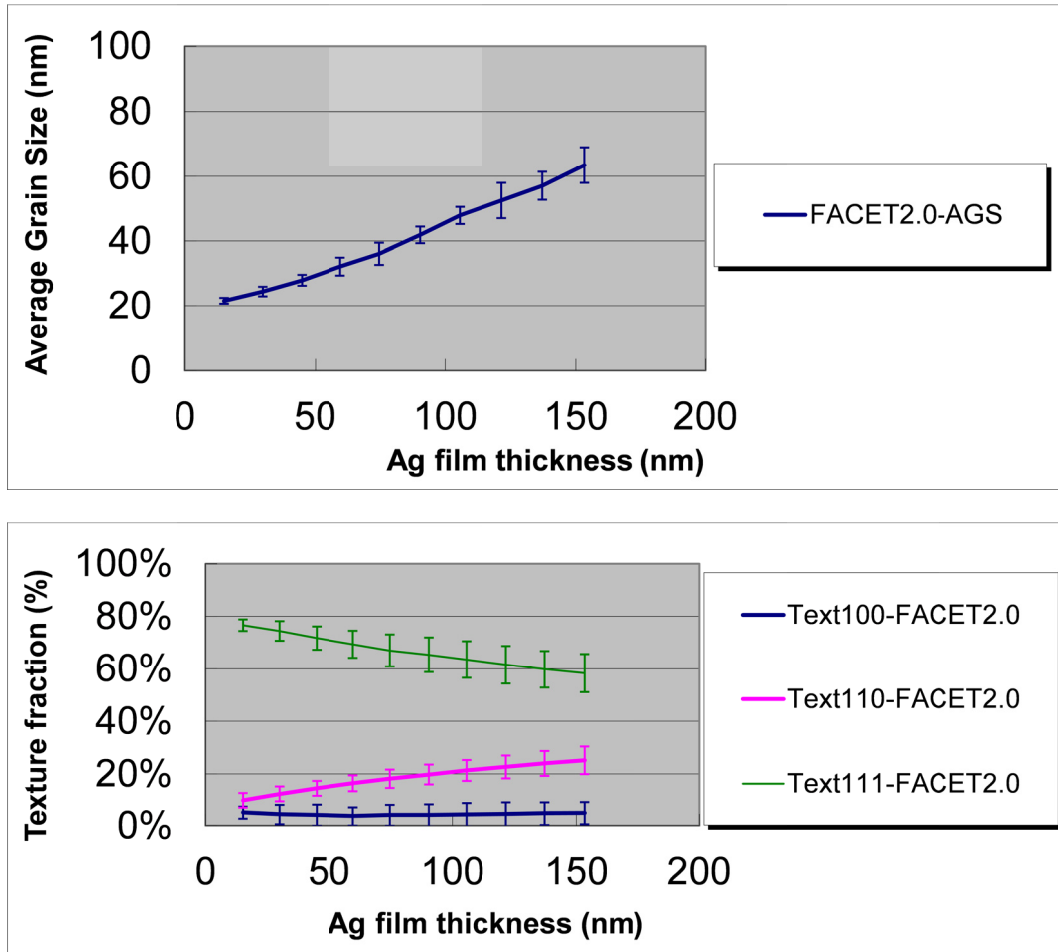 Average Grain Size (nm)
100
80
60
40
20
0
0 50 100 150 200
Ag film thickness (nm)
FACET2.0-AGS
Texture fraction (%)
100%
80%
60%
40%
20%
0%
0 50 100 150 200
Ag film thickness (nm)
Text100-FACET2.0
Text110-FACET2.0
Text111-FACET2.0